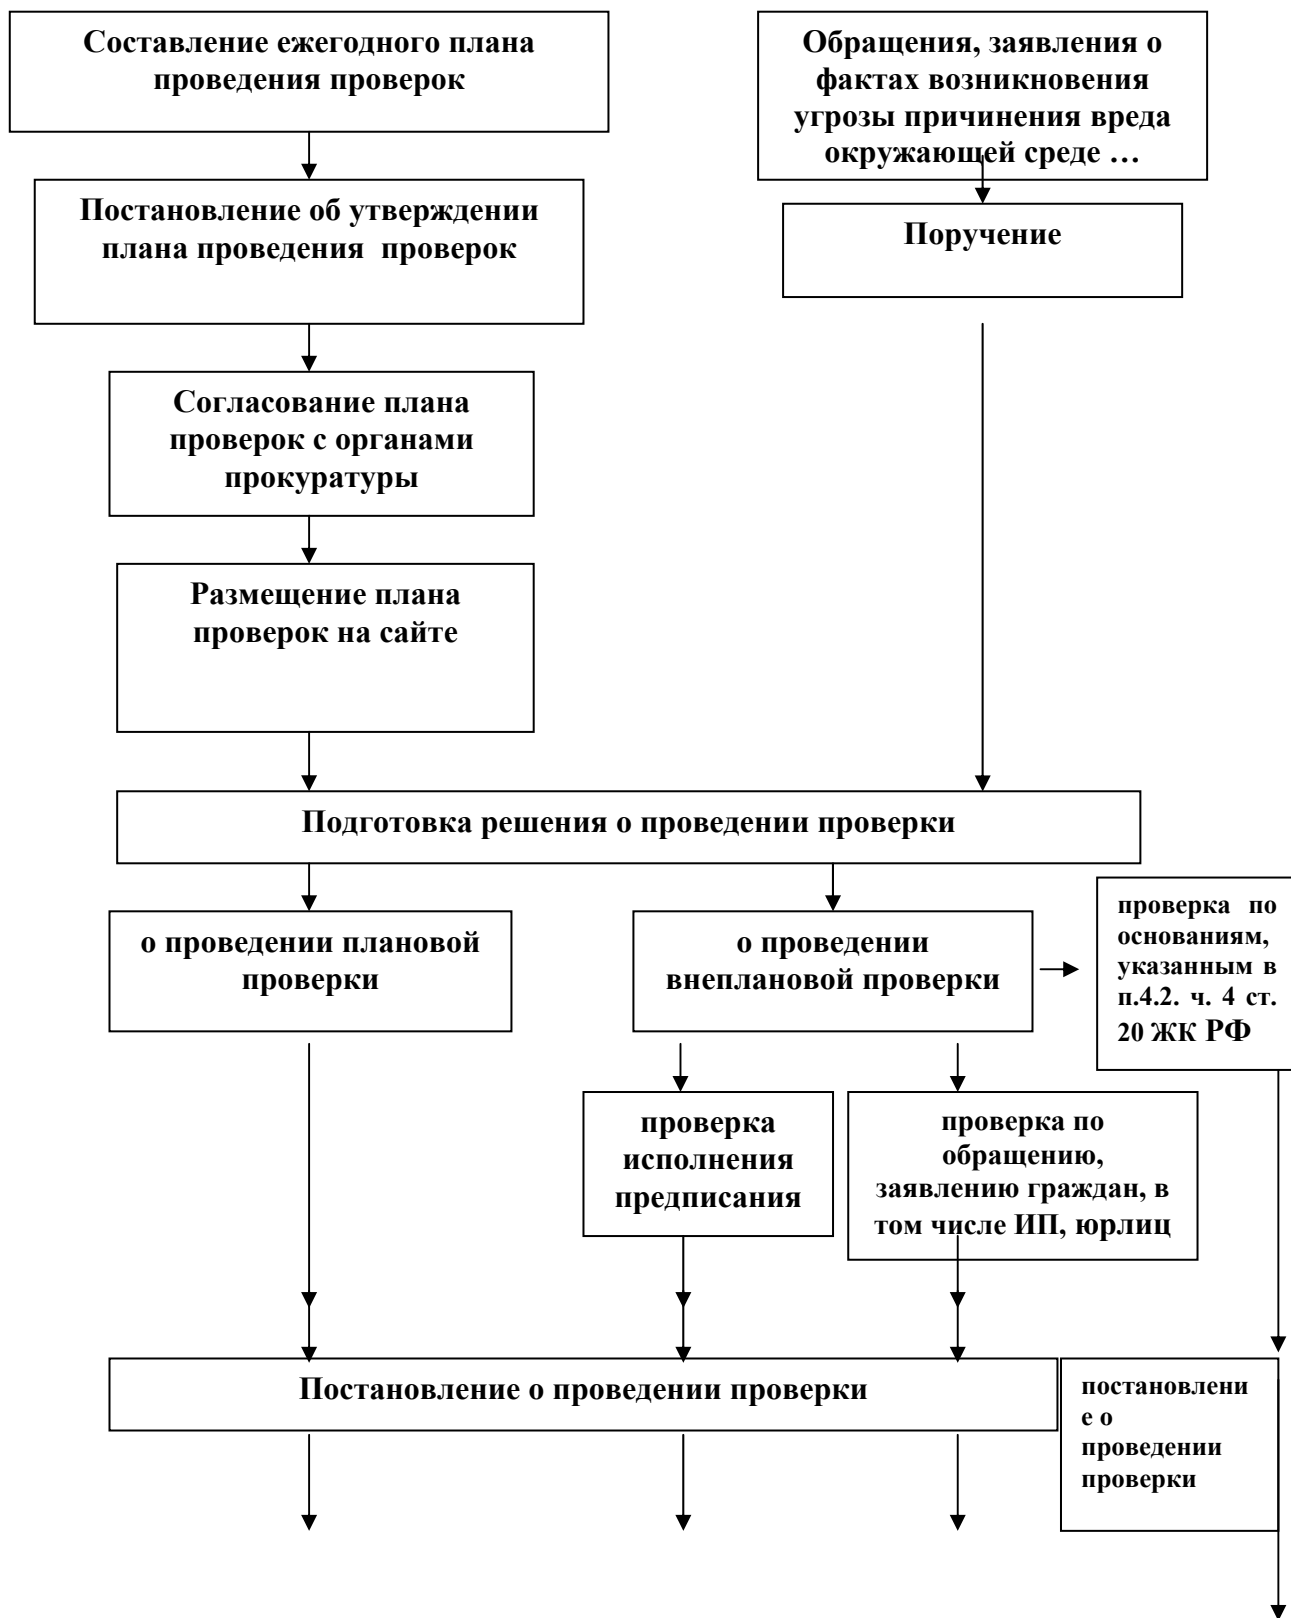 Составление ежегодного плана
проведения проверок
Обращения, заявления о
фактах возникновения
угрозы причинения вреда
окружающей среде …
Постановление об утверждении
плана проведения проверок
Поручение
Согласование плана
проверок с органами
прокуратуры
Размещение плана
проверок на сайте
Подготовка решения о проведении проверки
о проведении плановой
проверки
о проведении
внеплановой проверки
проверка по
основаниям,
указанным в
п.4.2. ч. 4 ст.
20 ЖК РФ
проверка
исполнения
предписания
проверка по
обращению,
заявлению граждан, в
том числе ИП, юрлиц
Постановление о проведении проверки
постановлени
е о
проведении
проверки